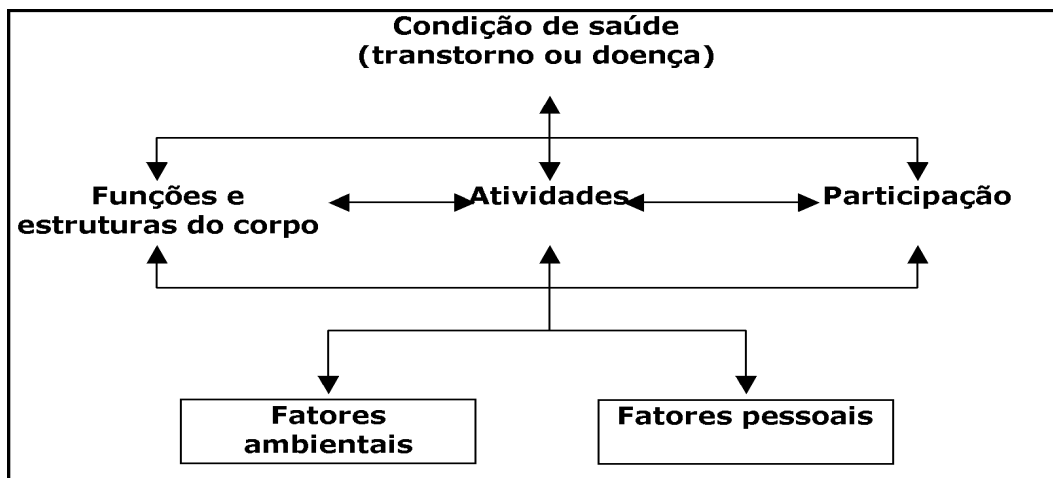 Condição de saúde
(transtorno ou doença)
Funções e
estruturas do corpo
Atividades
Participação
Fatores
ambientais
Fatores pessoais